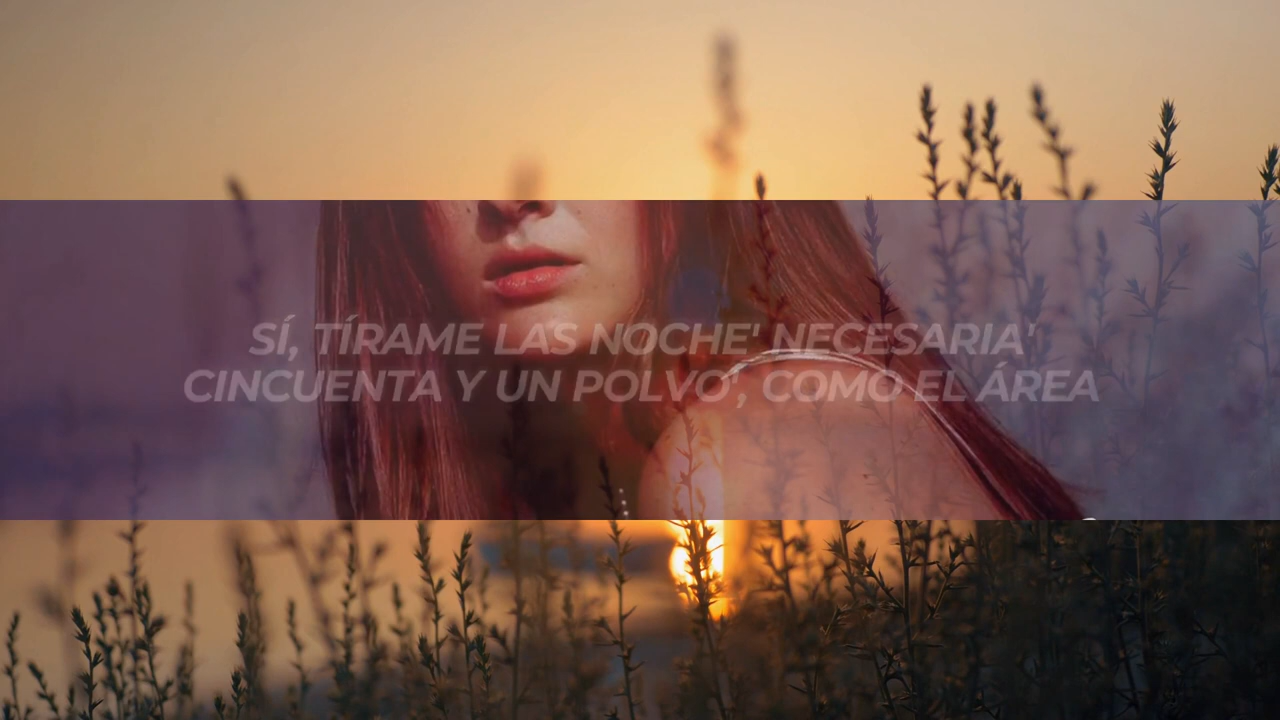 SÍ, TÍRAME LAS NOCHE' NECESARIA'
CINCUENTA Y UN POLVO', COMO EL ÁREA